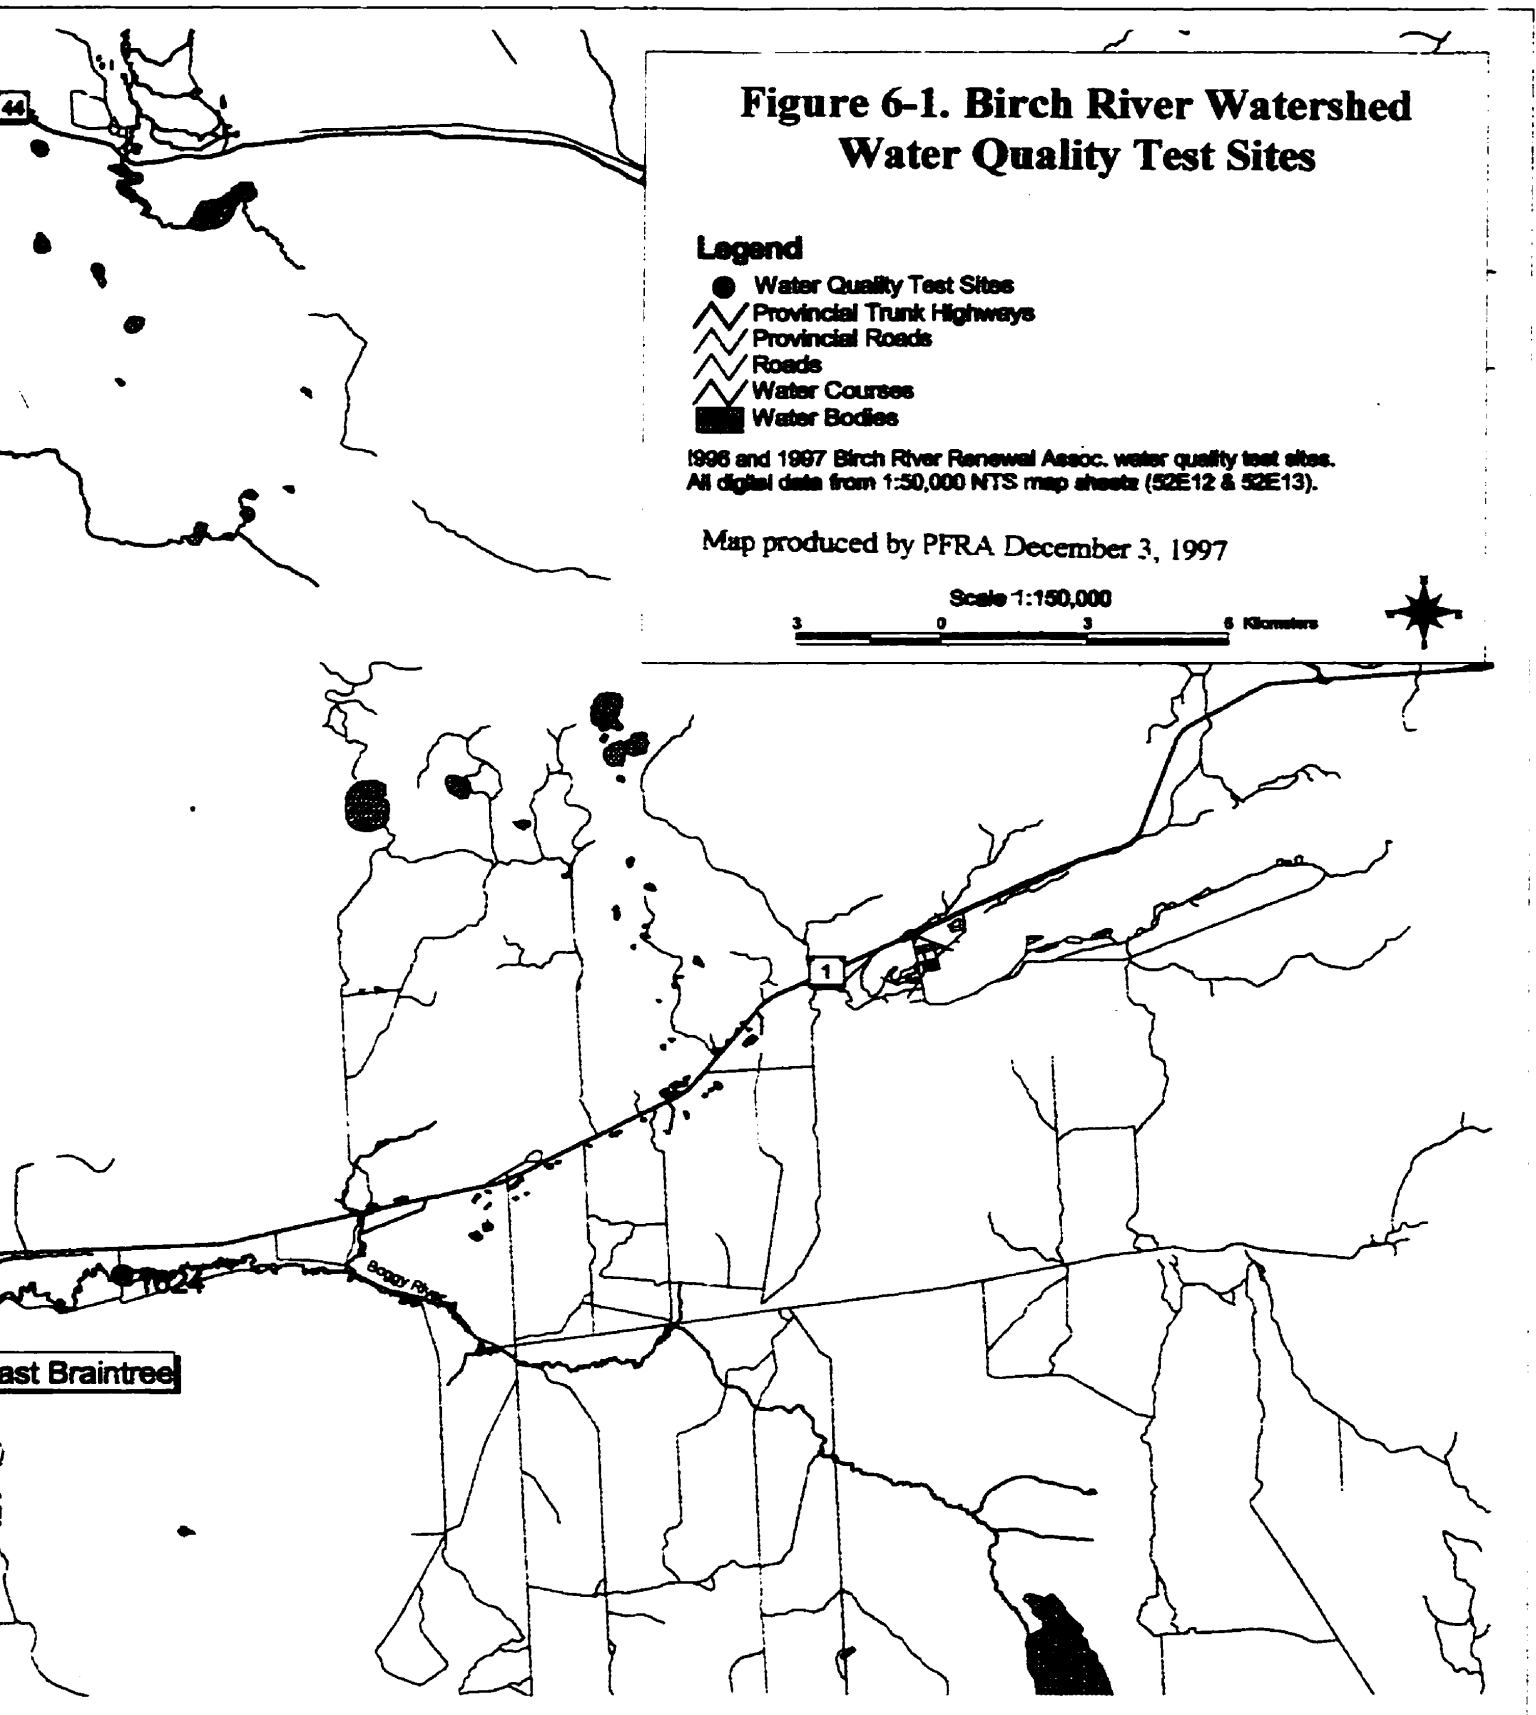 44
Figure 6-1. Birch River Watershed
Water Quality Test Sites
Legend
Water Quality Test Sites
Provincial Trunk Highways
Provincial Roads
Roads
Water Courses
Water Bodies
1996 and 1997 Birch River Renewal Assoc. water quality test sites.
All digital data from 1:50,000 NTS map sheets (52E12 & 52E13).
Map produced by PFRA December 3, 1997
Scale 1:150,000
3 0 3 6 Kilometers
1
Boggy River
1024
ast Braintree